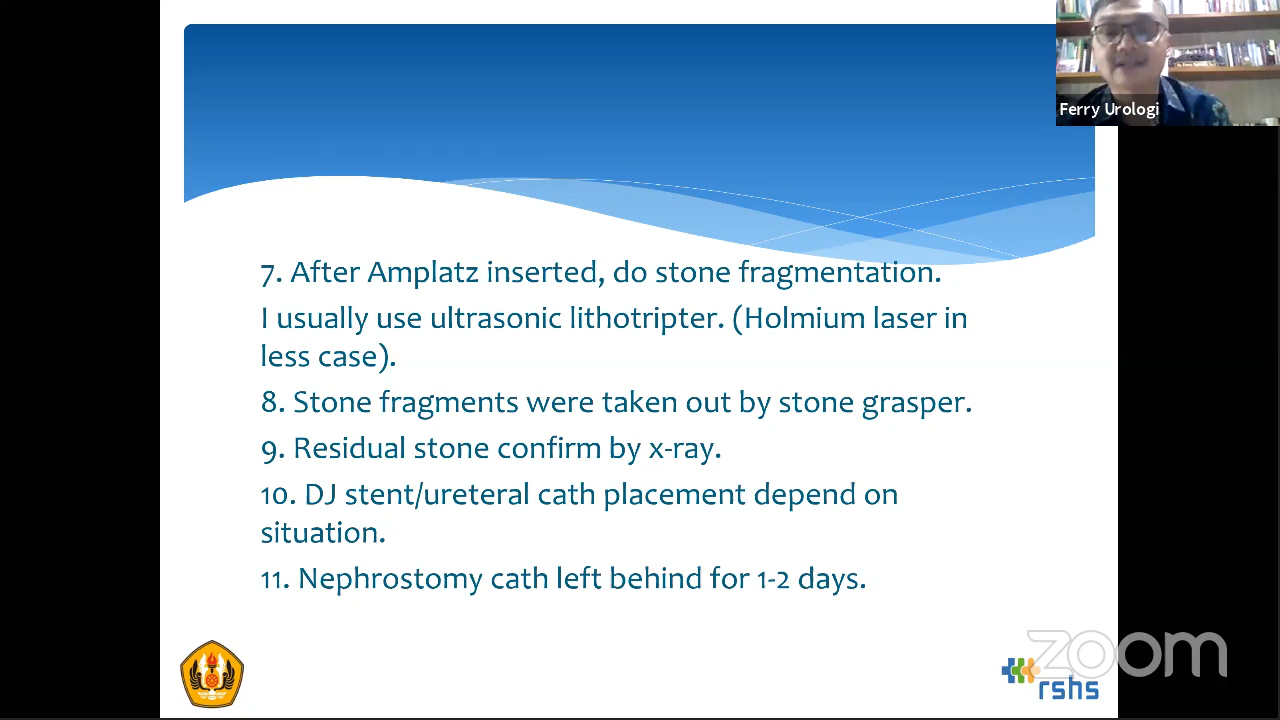 Ferry Urologi
7. After Amplatz inserted, do stone fragmentation.
I usually use ultrasonic lithotripter. (Holmium laser in
less case).
8. Stone fragments were taken out by stone grasper.
9. Residual stone confirm by x-ray.
10. DJ stent/ureteral cath placement depend on
situation.
11. Nephrostomy cath left behind for 1-2 days.
zoom
rshs